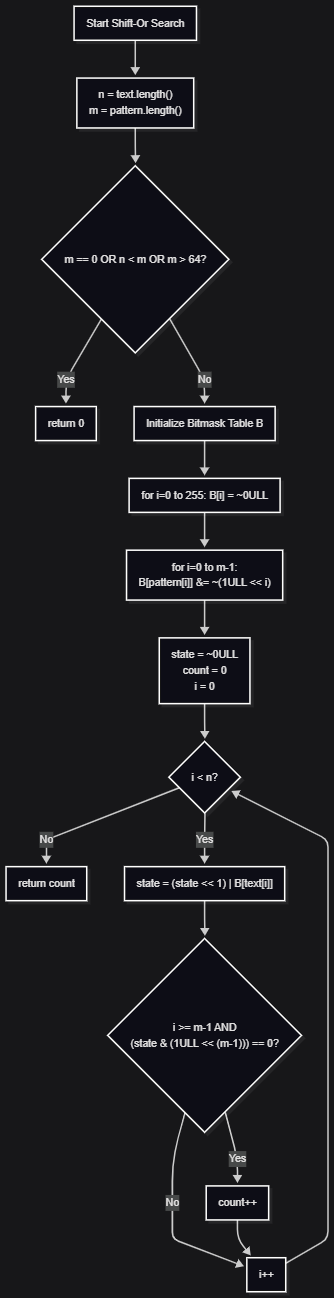 Start Shift-Or Search
n = text.length()
m = pattern.length()
m == 0 OR n < m OR m > 64?
Yes
No
return 0
Initialize Bitmask Table B
for i=0 to 255: B[i] = ~0ULL
for i=0 to m-1:
B[pattern[i]] &= ~(1ULL << i)
state = ~0ULL
count = 0
i = 0
i < n?
No
Yes
return count
state = (state << 1) | B[text[i]]
i >= m-1 AND
(state & (1ULL << (m-1))) == 0?
Yes
No
count++
i++